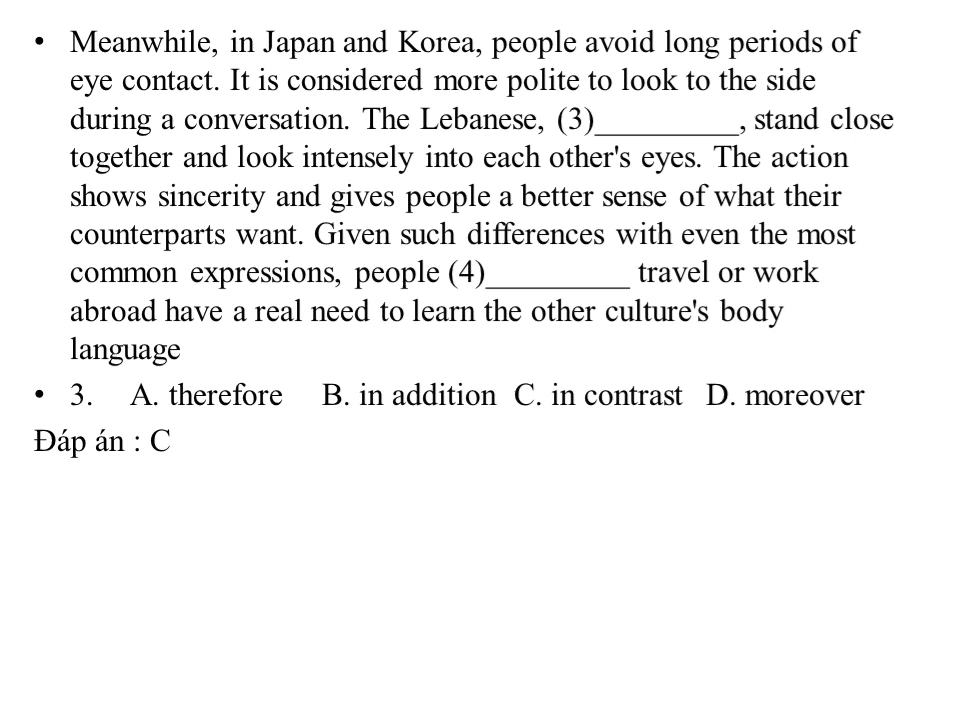 • Meanwhile, in Japan and Korea, people avoid long periods of
eye contact. It is considered more polite to look to the side
during a conversation. The Lebanese, (3)_________, stand close
together and look intensely into each other's eyes. The action
shows sincerity and gives people a better sense of what their
counterparts want. Given such differences with even the most
common expressions, people (4)_________ travel or work
abroad have a real need to learn the other culture's body
language
• 3. A. therefore B. in addition C. in contrast D. moreover
Đáp án : C